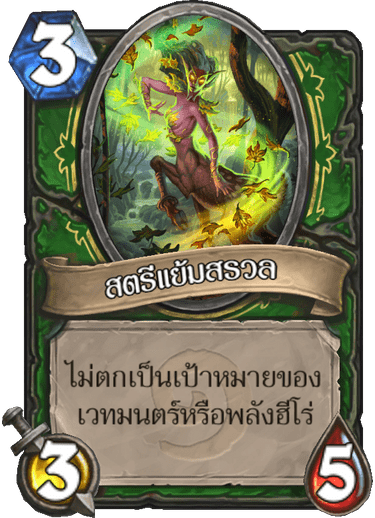 3
สตรีแย้มสรวล
ไม่ตกเป็นเป้าหมายของ
เวทมนตร์หรือพลังฮีโร่
3
5